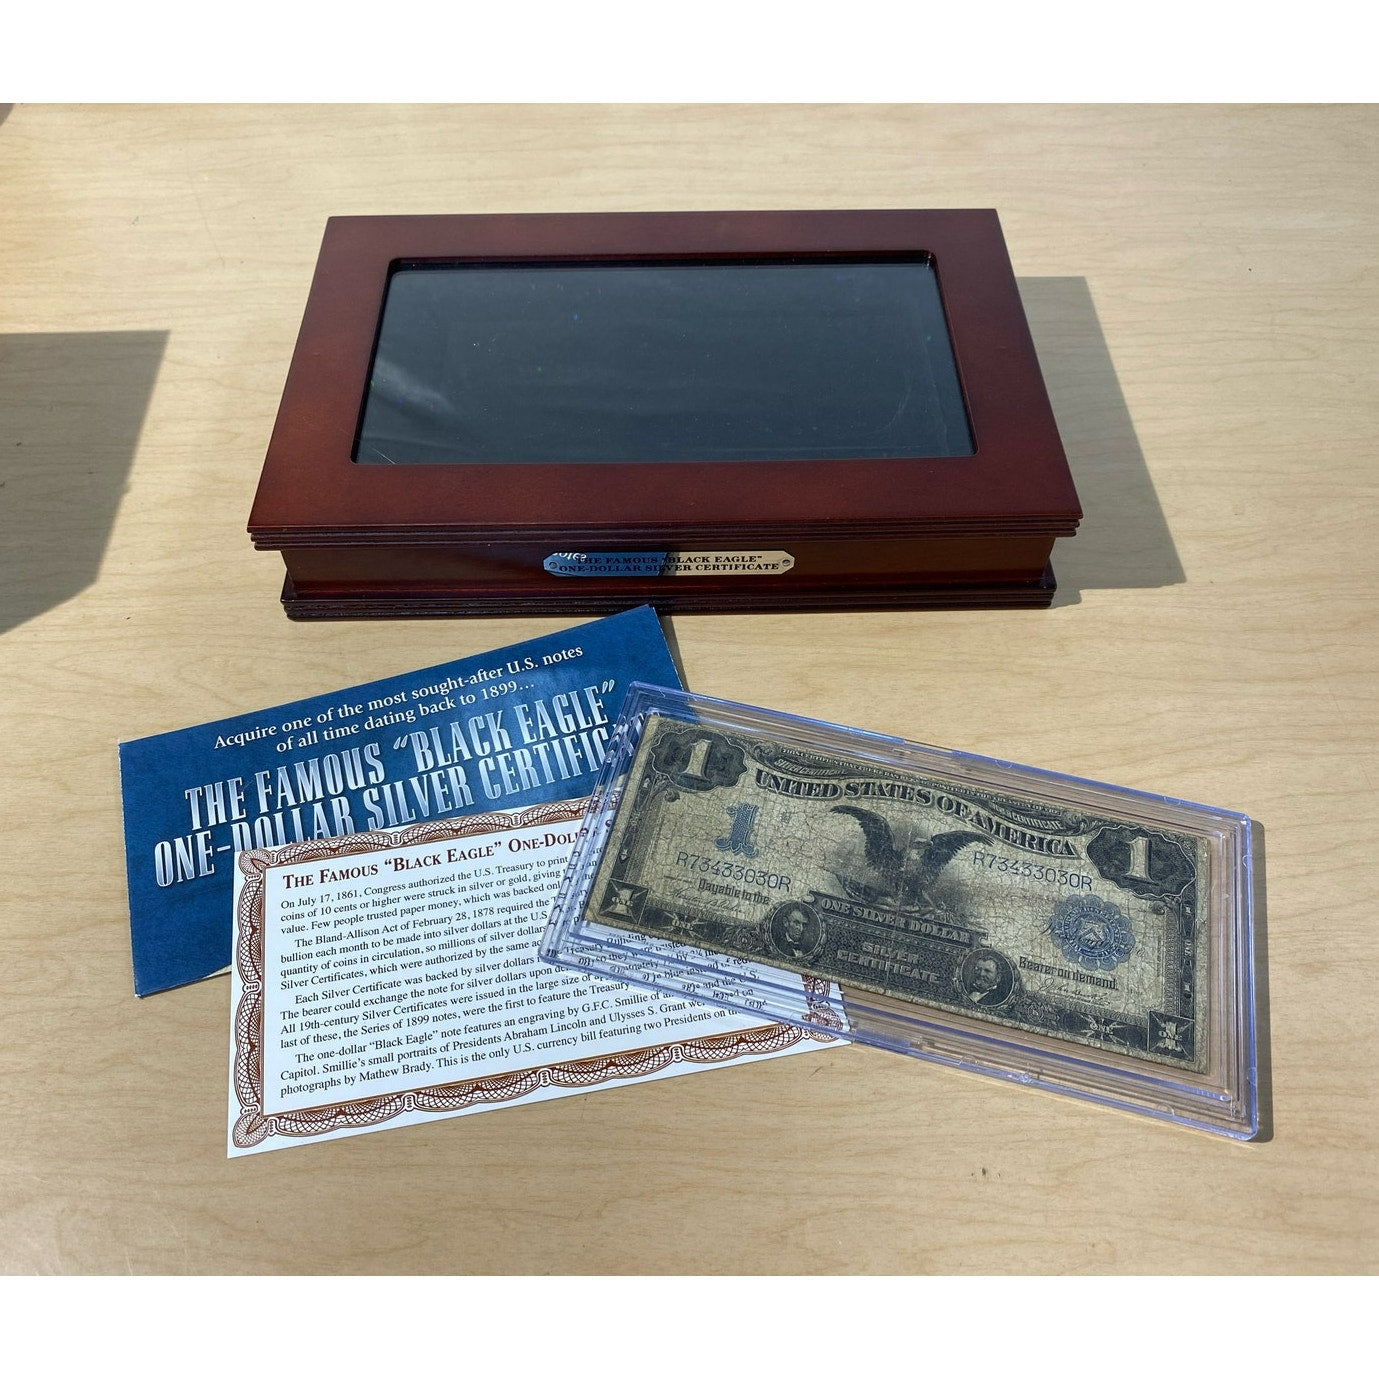 THE FAMOUS "BLACK EAGLE"
ONE-DOLLAR SILVER CERTIFICATE
Acquire one of the most sought-after U.S. notes
of all time dating back to 1899...
THE FAMOUS "BLACK EAGLE"
ONE-DOLLAR SILVER CERTIFIC
THE FAMOUS "BLACK EAGLE" ONE-DOLL
On July 17, 1861, Congress authorized the U.S. Treasury to print
coins of 10 cents or higher were struck in silver or gold, giving
value. Few people trusted paper money, which was backed only
The Bland-Allison Act of February 28, 1878 required the
bullion each month to be made into silver dollars at the U.S.
quantity of coins in circulation, so millions of silver dollars
Silver Certificates, which were authorized by the same
Each Silver Certificate was backed by silver dollars
The bearer could exchange the note for silver dollars upon
All 19th-century Silver Certificates were issued in the large size of
last of these, the Series of 1899 notes, were the first to feature the Treasury
The one-dollar "Black Eagle" note features an engraving by G.F.C. Smillie of
Capitol. Smillie's small portraits of Presidents Abraham Lincoln and Ulysses S. Grant
photographs by Mathew Brady. This is the only U.S. currency bill featuring two Presidents on
1
SILVER CERTIFICATE
UNITED STATES OF AMERICA
1
1
R73433030R
R73433030R
Payable to the
ONE SILVER DOLLAR
SILVER
CERTIFICATE
Bearer on demand
1
ONE